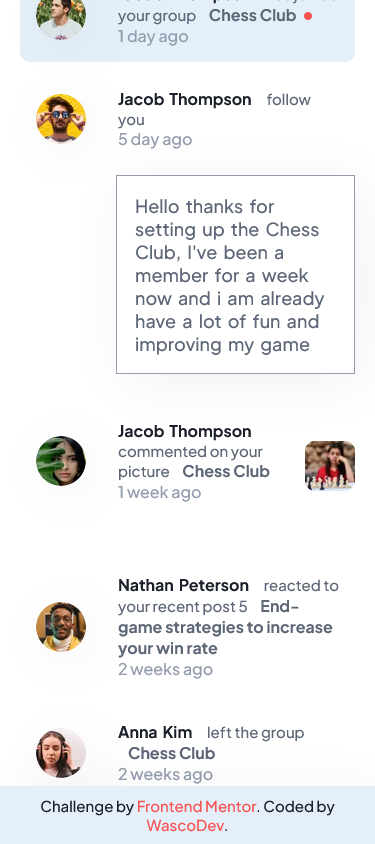 your group Chess Club
1 day ago
Jacob Thompson follow
you
5 day ago
Hello thanks for
setting up the Chess
Club, I've been a
member for a week
now and i am already
have a lot of fun and
improving my game
Jacob Thompson
commented on your
picture Chess Club
1 week ago
Nathan Peterson reacted to
your recent post 5 End-
game strategies to increase
your win rate
2 weeks ago
Anna Kim left the group
Chess Club
2 weeks ago
Challenge by Frontend Mentor. Coded by
WascoDev.